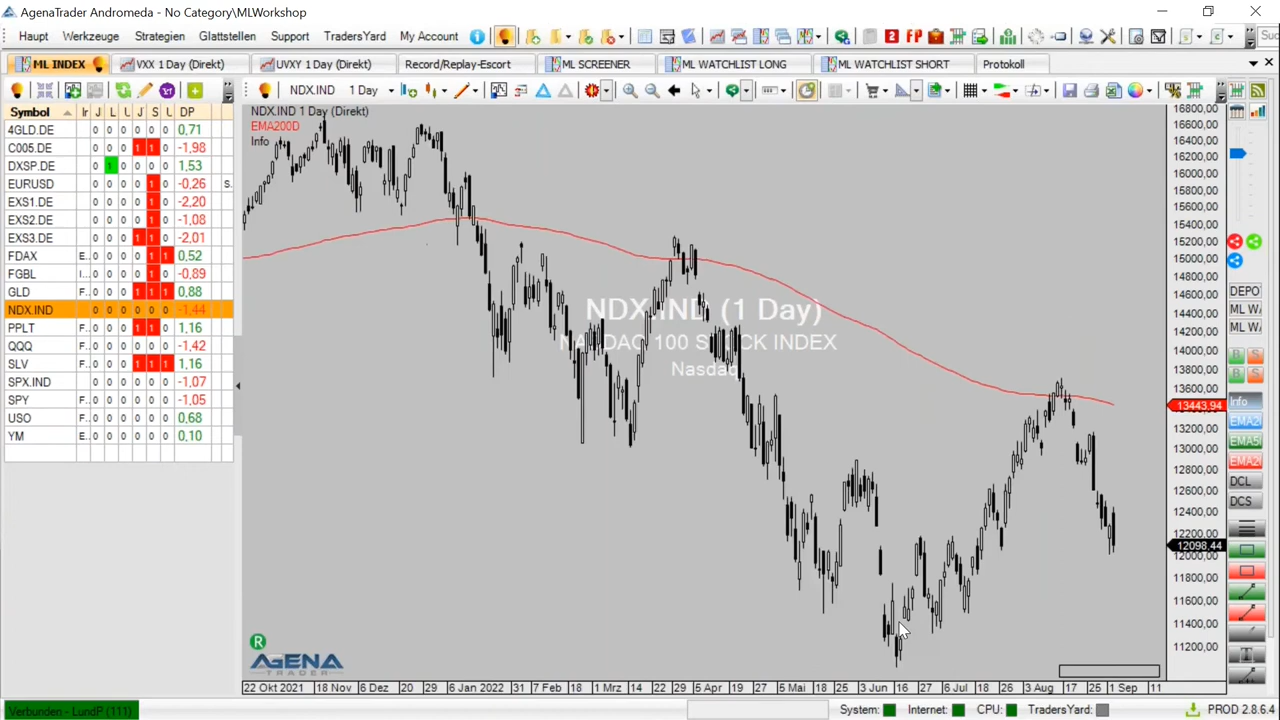 AgenaTrader Andromeda - No Category\MLWorkshop
Haupt Werkzeuge Strategien Glattstellen Support TradersYard My Account
ML INDEX VXX 1 Day (Direkt) UVXY 1 Day (Direkt) Record/Replay-Escort ML SCREENER ML WATCHLIST LONG ML WATCHLIST SHORT Protokoll
NDX.IND 1 Day
Symbol Ir J L U J S U DP
4GLD.DE 0 0 0 0 0 0 0,71
C005.DE 0 0 0 1 1 0 -1,98
DXSP.DE 0 1 0 0 0 0 1,53
EURUSD 0 0 0 0 1 0 -0,26 S.
EXS1.DE 0 0 0 1 1 0 -2,20
EXS2.DE 0 0 0 0 1 0 -1,08
EXS3.DE 0 0 0 1 1 0 -2,01
FDAX E.. 0 0 0 0 1 1 0,52
FGBL I... 0 0 0 0 1 0 -0,89
GLD F.. 0 0 0 1 1 1 0,88
NDX.IND 0 0 0 0 0 0 -1,44
PPLT F.. 0 0 0 1 1 0 1,16
QQQ F.. 0 0 0 0 0 0 -1,42
SLV F.. 0 0 0 1 1 1 1,16
SPX.IND 0 0 0 0 0 0 -1,07
SPY F.. 0 0 0 0 0 0 -1,05
USO F.. 0 0 0 0 0 0 0,68
YM E.. 0 0 0 0 0 0 0,10
NDX.IND 1 Day (Direkt)
EMA200D
Info
NDX.IND (1 Day)
NASDAQ 100 STOCK INDEX
Nasdaq
16800,00
16600,00
16400,00
16200,00
16000,00
15800,00
15600,00
15400,00
15200,00
15000,00
14800,00
14600,00
14400,00
14200,00
14000,00
13800,00
13600,00
13443,94
13200,00
13000,00
12800,00
12600,00
12400,00
12200,00
12098,44
12000,00
11800,00
11600,00
11400,00
11200,00
DEPO
ML W
ML W
B S
B S
Info
EMA2
EMA5
EMA2
DCL
DCS
R
AGENA
TRADER
22 Okt 2021 18 Nov 6 Dez 20 29 6 Jan 2022 31 7 Feb 18 1 Mrz 14 22 29 5 Apr 19 27 5 Mai 18 25 3 Jun 16 27 6 Jul 18 26 3 Aug 17 25 1 Sep 11
Verbunden - LundP (111) System: Internet: CPU: TradersYard: PROD 2.8.6.4